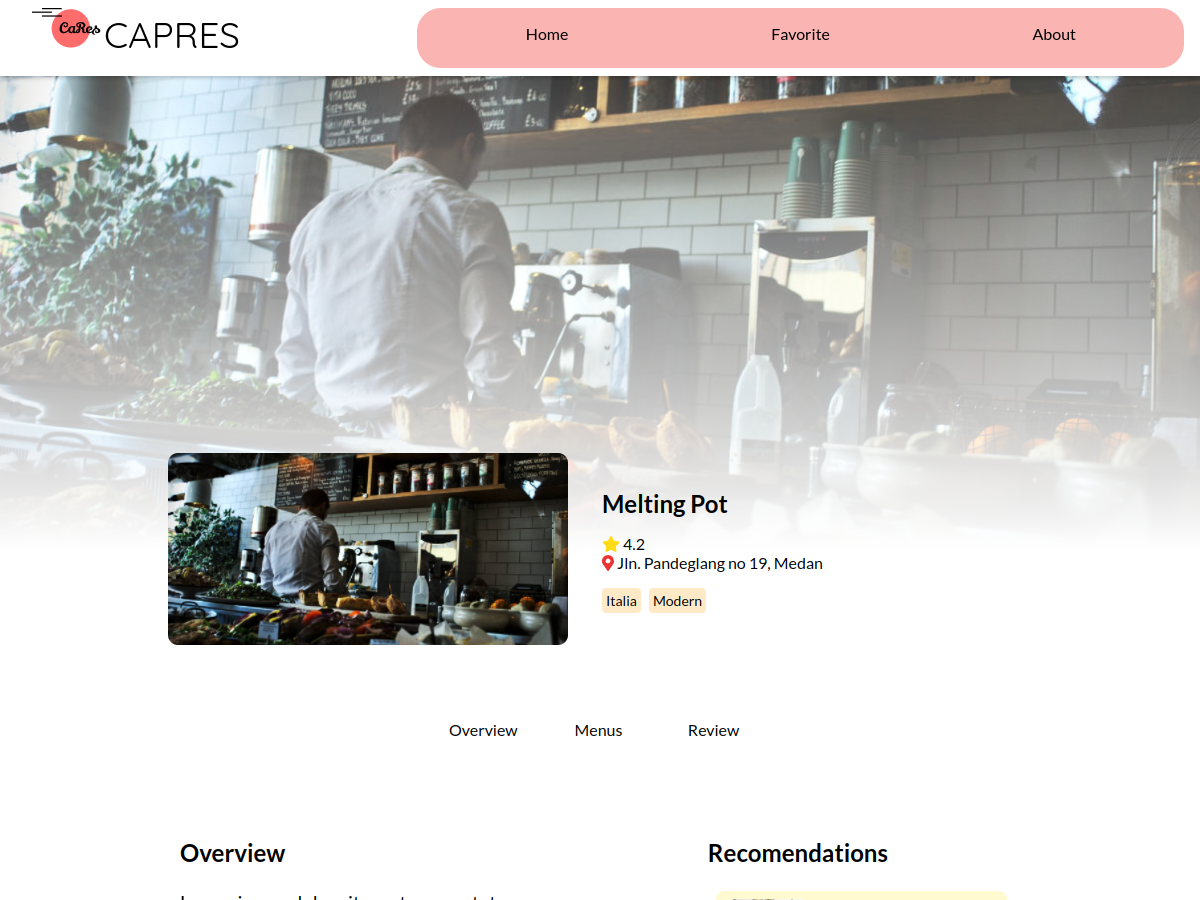 CaRes CAPRES
Home Favorite About
Melting Pot
4.2
Jln. Pandeglang no 19, Medan
Italia Modern
Overview Menus Review
Overview Recomendations